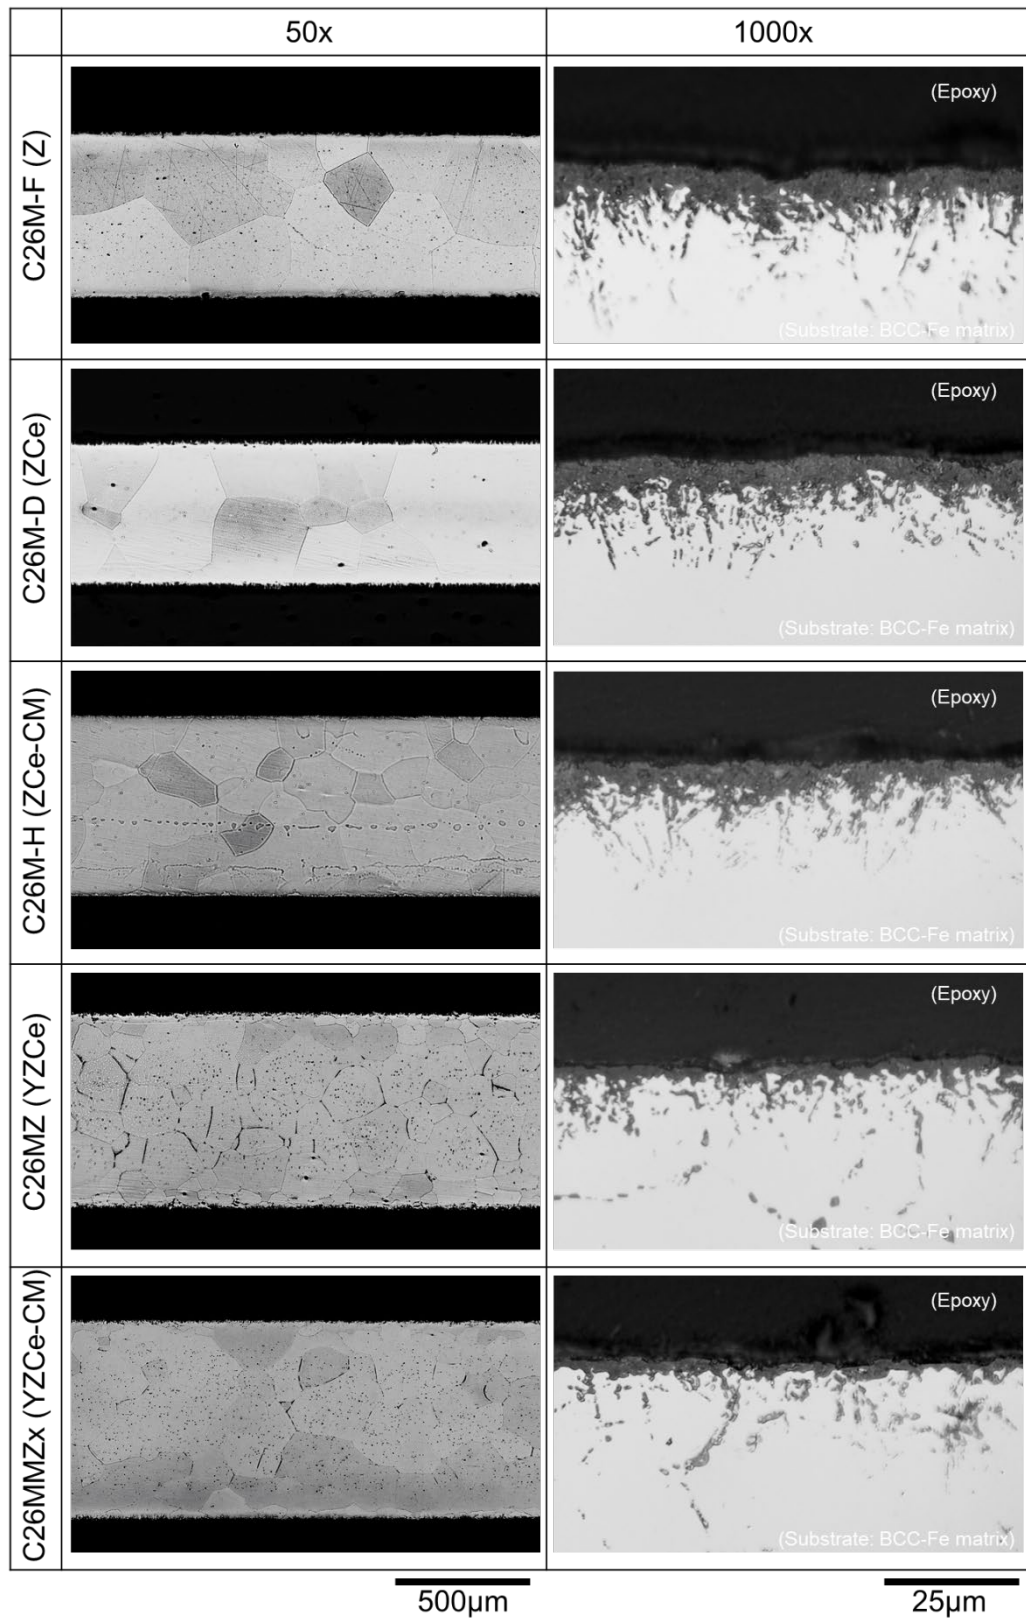 50x
1000x
C26M-F (Z)
(Epoxy)
(Substrate: BCC-Fe matrix)
C26M-D (ZCe)
(Epoxy)
(Substrate: BCC-Fe matrix)
C26M-H (ZCe-CM)
(Epoxy)
(Substrate: BCC-Fe matrix)
C26MZ (YZCe)
(Epoxy)
(Substrate: BCC-Fe matrix)
C26MMZx (YZCe-CM)
(Epoxy)
(Substrate: BCC-Fe matrix)
500µm
25µm